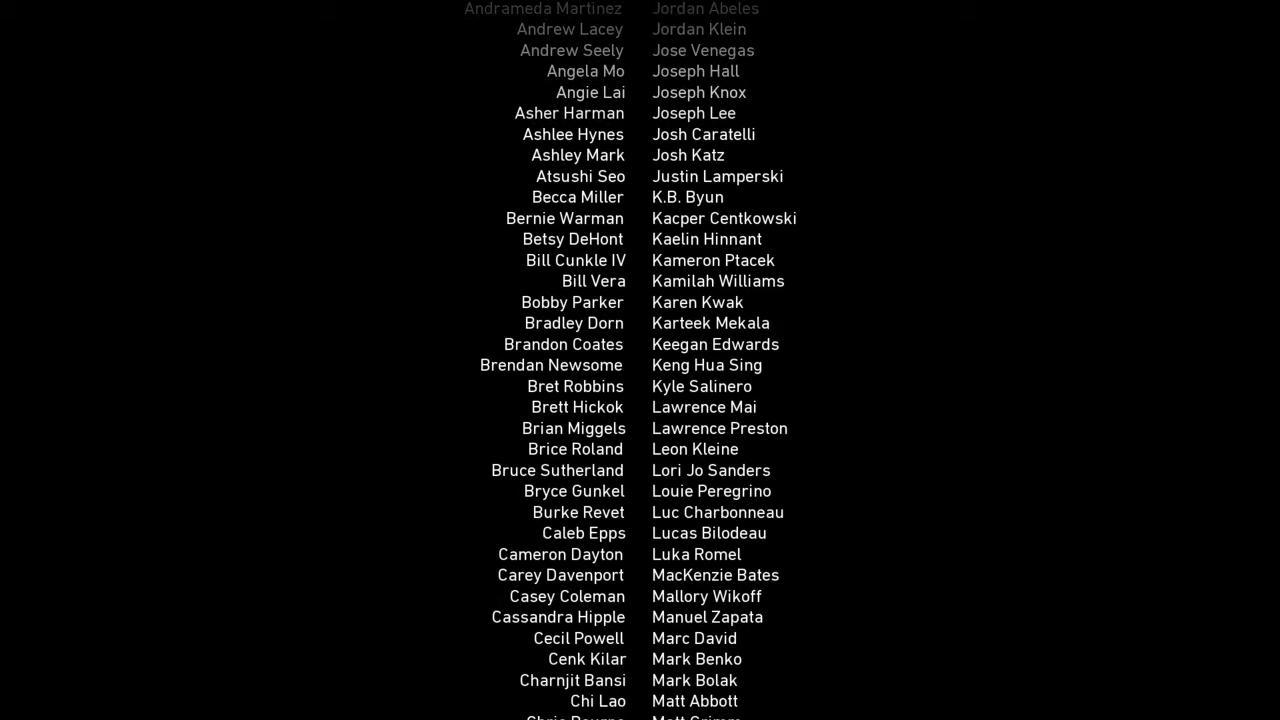 Andrameda Martinez Jordan Abeles
Andrew Lacey Jordan Klein
Andrew Seely Jose Venegas
Angela Mo Joseph Hall
Angie Lai Joseph Knox
Asher Harman Joseph Lee
Ashlee Hynes Josh Caratelli
Ashley Mark Josh Katz
Atsushi Seo Justin Lamperski
Becca Miller K.B. Byun
Bernie Warman Kacper Centkowski
Betsy DeHont Kaelin Hinnant
Bill Cunkle IV Kameron Ptacek
Bill Vera Kamilah Williams
Bobby Parker Karen Kwak
Bradley Dorn Karteek Mekala
Brandon Coates Keegan Edwards
Brendan Newsome Keng Hua Sing
Bret Robbins Kyle Salinero
Brett Hickok Lawrence Mai
Brian Miggels Lawrence Preston
Brice Roland Leon Kleine
Bruce Sutherland Lori Jo Sanders
Bryce Gunkel Louie Peregrino
Burke Revet Luc Charbonneau
Caleb Epps Lucas Bilodeau
Cameron Dayton Luka Romel
Carey Davenport MacKenzie Bates
Casey Coleman Mallory Wikoff
Cassandra Hipple Manuel Zapata
Cecil Powell Marc David
Cenk Kilar Mark Benko
Charnjit Bansi Mark Bolak
Chi Lao Matt Abbott